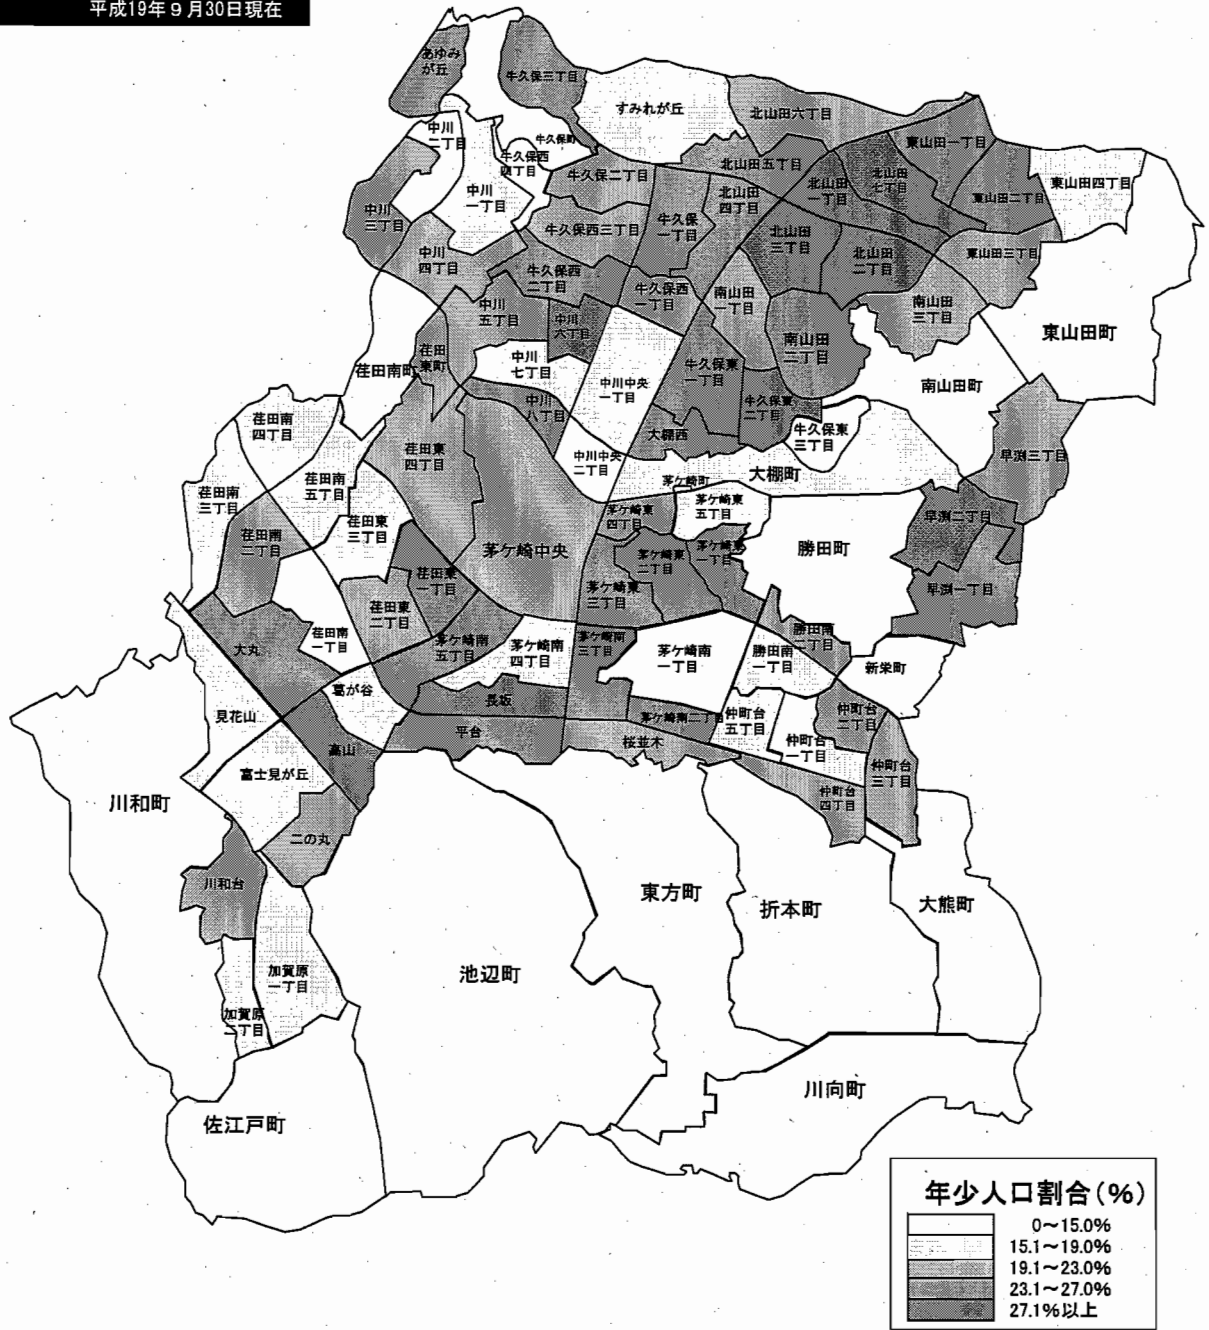 平成19年９月30日現在
あゆみ
が丘
牛久保三丁目
すみれが丘
北山田六丁目
中川
二丁目
牛久保町
牛久保西
四丁目
牛久保二丁目
北山田五丁目
東山田一丁目
北山田
七丁目
北山田
一丁目
東山田二丁目
東山田四丁目
中川
一丁目
中川
三丁目
北山田
四丁目
牛久保
一丁目
牛久保西三丁目
北山田
三丁目
北山田
二丁目
東山田三丁目
中川
四丁目
牛久保西
二丁目
牛久保西
一丁目
南山田
一丁目
南山田
三丁目
中川
五丁目
中川
六丁目
南山田
二丁目
東山田町
荏田
東町
荏田南町
中川
七丁目
中川中央
一丁目
牛久保東
一丁目
南山田町
中川
八丁目
牛久保東
二丁目
荏田南
四丁目
大棚西
牛久保東
三丁目
荏田東
四丁目
中川中央
二丁目
早渕三丁目
大棚町
茅ケ崎町
荏田南
五丁目
荏田南
三丁目
茅ケ崎東
五丁目
茅ケ崎東
四丁目
早渕二丁目
荏田東
三丁目
荏田南
二丁目
茅ケ崎中央
茅ケ崎東
一丁目
茅ケ崎東
二丁目
勝田町
荏田東
一丁目
茅ケ崎東
三丁目
早渕一丁目
荏田東
二丁目
荏田南
一丁目
大丸
茅ケ崎南
五丁目
茅ケ崎南
四丁目
茅ケ崎南
三丁目
茅ケ崎南
一丁目
勝田南
二丁目
勝田南
一丁目
新栄町
葛が谷
長坂
見花山
茅ケ崎南二丁目
仲町台
五丁目
仲町台
二丁目
平台
高山
桜並木
仲町台
一丁目
仲町台
三丁目
富士見が丘
仲町台
四丁目
川和町
二の丸
川和台
東方町
折本町
大熊町
加賀原
一丁目
池辺町
加賀原
二丁目
川向町
佐江戸町
年少人口割合(%)
0～15.0%
15.1～19.0%
19.1～23.0%
23.1～27.0%
27.1%以上